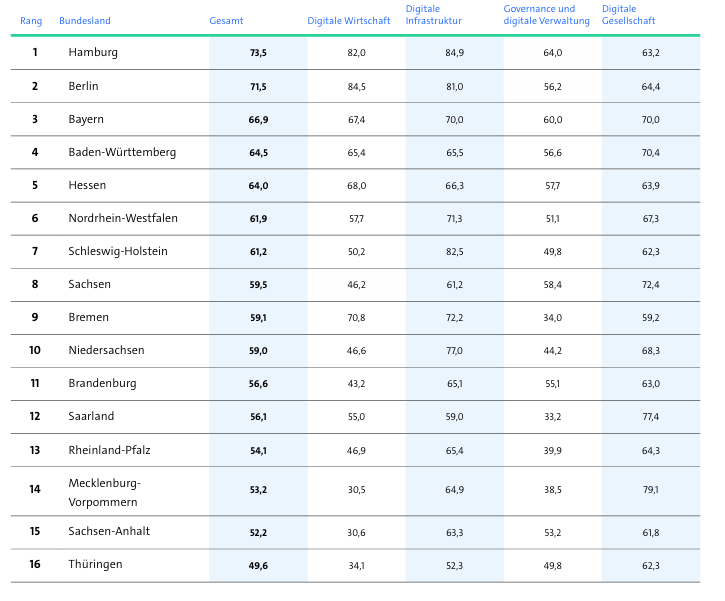 Rang Bundesland Gesamt Digitale Wirtschaft Digitale Infrastruktur Governance und digitale Verwaltung Digitale Gesellschaft
1 Hamburg 73,5 82,0 84,9 64,0 63,2
2 Berlin 71,5 84,5 81,0 56,2 64,4
3 Bayern 66,9 67,4 70,0 60,0 70,0
4 Baden-Württemberg 64,5 65,4 65,5 56,6 70,4
5 Hessen 64,0 68,0 66,3 57,7 63,9
6 Nordrhein-Westfalen 61,9 57,7 71,3 51,1 67,3
7 Schleswig-Holstein 61,2 50,2 82,5 49,8 62,3
8 Sachsen 59,5 46,2 61,2 58,4 72,4
9 Bremen 59,1 70,8 72,2 34,0 59,2
10 Niedersachsen 59,0 46,6 77,0 44,2 68,3
11 Brandenburg 56,6 43,2 65,1 55,1 63,0
12 Saarland 56,1 55,0 59,0 33,2 77,4
13 Rheinland-Pfalz 54,1 46,9 65,4 39,9 64,3
14 Mecklenburg-Vorpommern 53,2 30,5 64,9 38,5 79,1
15 Sachsen-Anhalt 52,2 30,6 63,3 53,2 61,8
16 Thüringen 49,6 34,1 52,3 49,8 62,3